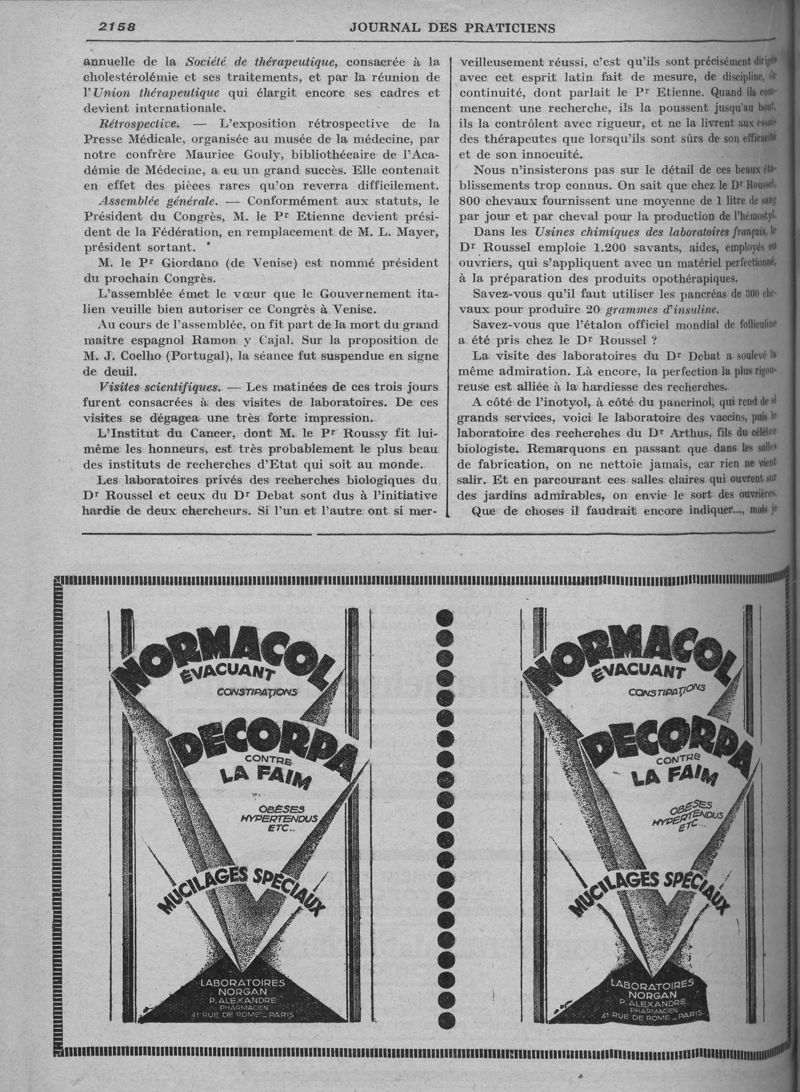 2158
JOURNAL DES PRATICIENS
annuelle de la Société de thérapeutique, consacrée à la
cholestérolémie et ses traitements, et par la réunion de
l'Union thérapeutique qui élargit encore ses cadres et
devient internationale.
Rétrospective. — L'exposition rétrospective de la
Presse Médicale, organisée au musée de la médecine, par
notre confrère Maurice Gouly, bibliothécaire de l'Aca-
démie de Médecine, a eu un grand succès. Elle contenait
en effet des pièces rares qu'on reverra difficilement.
Assemblée générale. — Conformément aux statuts, le
Président du Congrès, M. le Pr Etienne devient prési-
dent de la Fédération, en remplacement de M. L. Mayer,
président sortant.
M. le Pr Giordano (de Venise) est nommé président
du prochain Congrès.
L'assemblée émet le vœur que le Gouvernement ita-
lien veuille bien autoriser ce Congrès à Venise.
Au cours de l'assemblée, on fit part de la mort du grand
maitre espagnol Ramon y Cajal. Sur la proposition de
M. J. Coelho (Portugal), la séance fut suspendue en signe
de deuil.
Visites scientifiques. — Les matinées de ces trois jours
furent consacrées à des visites de laboratoires. De ces
visites se dégagea une très forte impression.
L'Institut du Cancer, dont M. le Pr Roussy fit lui-
même les honneurs, est très probablement le plus beau
des instituts de recherches d'Etat qui soit au monde.
Les laboratoires privés des recherches biologiques du
Dr Roussel et ceux du Dr Debat sont dus à l'initiative
hardie de deux chercheurs. Si l'un et l'autre ont si mer-
veilleusement réussi, c'est qu'ils sont précisément dirigés
avec cet esprit latin fait de mesure, de discipline, de
continuité, dont parlait le Pr Etienne. Quand ils com-
mencent une recherche, ils la poussent jusqu'au bout,
ils la contrôlent avec rigueur, et ne la livrent aux essais
des thérapeutes que lorsqu'ils sont sûrs de son efficacité
et de son innocuité.
Nous n'insisterons pas sur le détail de ces beaux éta-
blissements trop connus. On sait que chez le Dr Roussel,
800 chevaux fournissent une moyenne de 1 litre de sang
par jour et par cheval pour la production de l'hémostyl.
Dans les Usines chimiques des laboratoires français, le
Dr Roussel emploie 1.200 savants, aides, employés ou
ouvriers, qui s'appliquent avec un matériel perfectionné,
à la préparation des produits opothérapiques.
Savez-vous qu'il faut utiliser les pancréas de 300 che-
vaux pour produire 20 grammes d'insuline.
Savez-vous que l'étalon officiel mondial de folliculine
a été pris chez le Dr Roussel ?
La visite des laboratoires du Dr Debat a soulevé la
même admiration. Là encore, la perfection la plus rigou-
reuse est alliée à la hardiesse des recherches.
A côté de l'inotyol, à côté du pancrinol, qui rend de si
grands services, voici le laboratoire des vaccins, puis le
laboratoire des recherches du Dr Arthus, fils du célèbre
biologiste. Remarquons en passant que dans les salles
de fabrication, on ne nettoie jamais, car rien ne vient
salir. Et en parcourant ces salles claires qui ouvrent sur
des jardins admirables, on envie le sort des ouvrières.
Que de choses il faudrait encore indiquer..., mais je
NORMACOL
ÉVACUANT
CONSTIPATIONS
DECORPA
CONTRE
LA FAIM
OBÈSES
HYPERTENDUS
ETC..
MUCILAGES SPÉCIAUX
LABORATOIRES
NORGAN
P. ALEXANDRE
PHARMACIEN
41 RUE DE ROME _ PARIS
NORMACOL
ÉVACUANT
CONSTIPATIONS
DECORPA
CONTRE
LA FAIM
OBÈSES
HYPERTENDUS
ETC...
MUCILAGES SPÉCIAUX
LABORATOIRES
NORGAN
P. ALEXANDRE
PHARMACIEN
41 RUE DE ROME _ PARIS